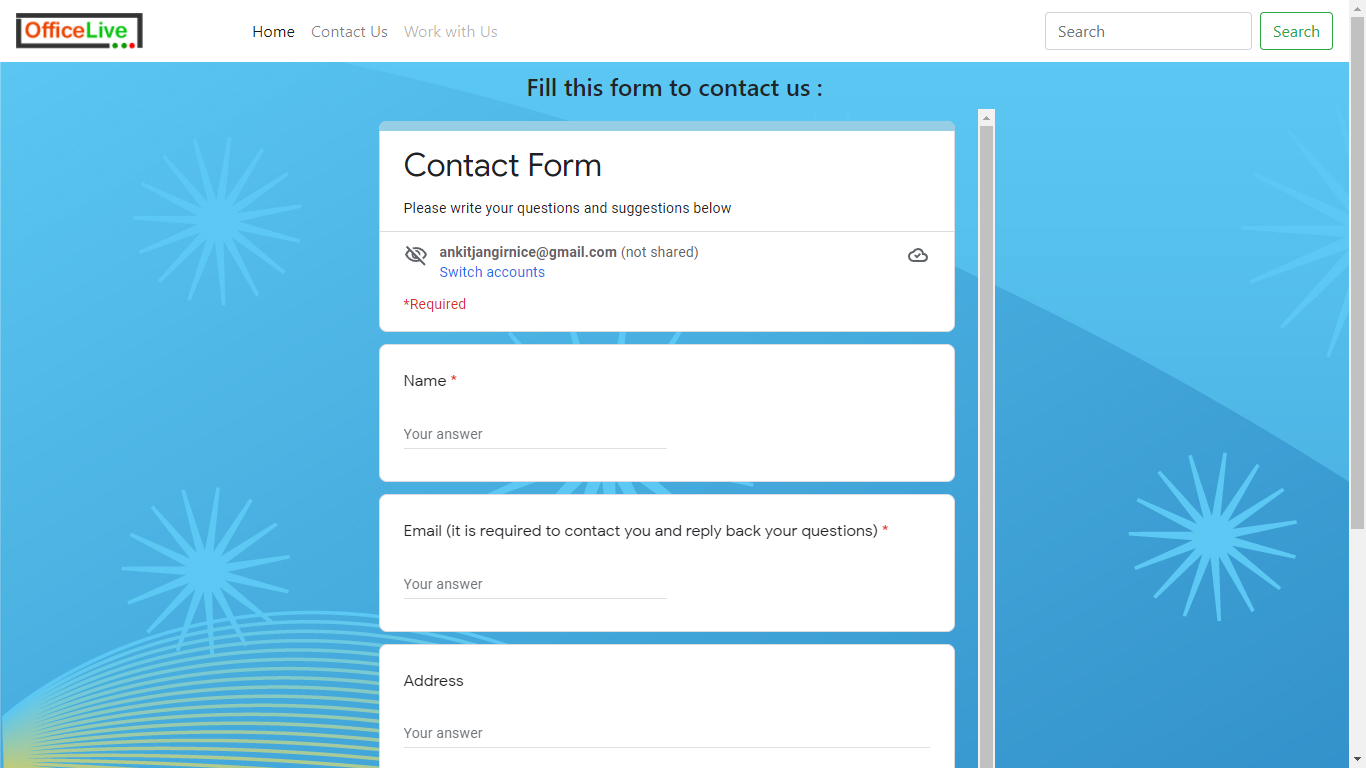 OfficeLive
Home Contact Us Work with Us
Search Search
Fill this form to contact us :
Contact Form
Please write your questions and suggestions below
ankitjangirnice@gmail.com (not shared)
Switch accounts
*Required
Name *
Your answer
Email (it is required to contact you and reply back your questions) *
Your answer
Address
Your answer